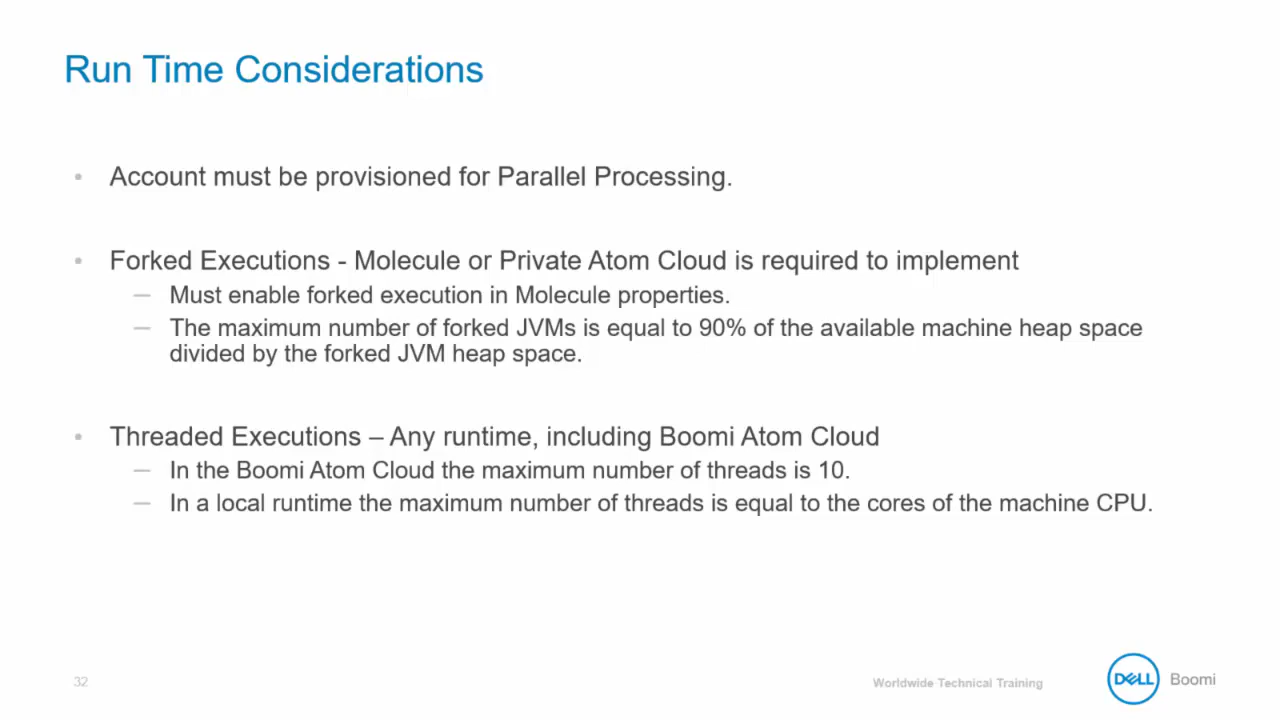 Run Time Considerations
• Account must be provisioned for Parallel Processing.
• Forked Executions - Molecule or Private Atom Cloud is required to implement
— Must enable forked execution in Molecule properties.
— The maximum number of forked JVMs is equal to 90% of the available machine heap space
divided by the forked JVM heap space.
• Threaded Executions – Any runtime, including Boomi Atom Cloud
— In the Boomi Atom Cloud the maximum number of threads is 10.
— In a local runtime the maximum number of threads is equal to the cores of the machine CPU.
32
Worldwide Technical Training
DELL Boomi